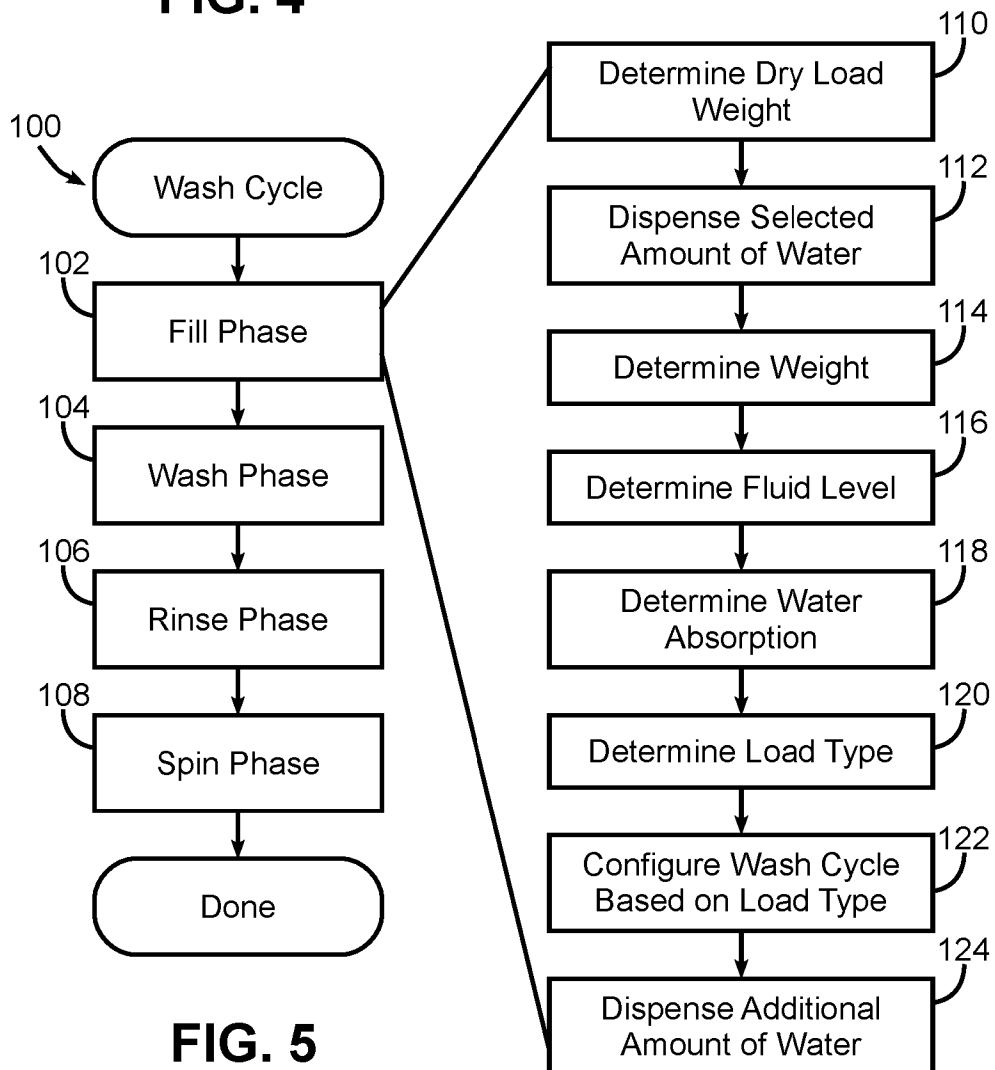 FIG. 4
100
Wash Cycle
102
Fill Phase
104
Wash Phase
106
Rinse Phase
108
Spin Phase
Done
FIG. 5
110
Determine Dry Load
Weight
112
Dispense Selected
Amount of Water
114
Determine Weight
116
Determine Fluid Level
118
Determine Water
Absorption
120
Determine Load Type
122
Configure Wash Cycle
Based on Load Type
124
Dispense Additional
Amount of Water